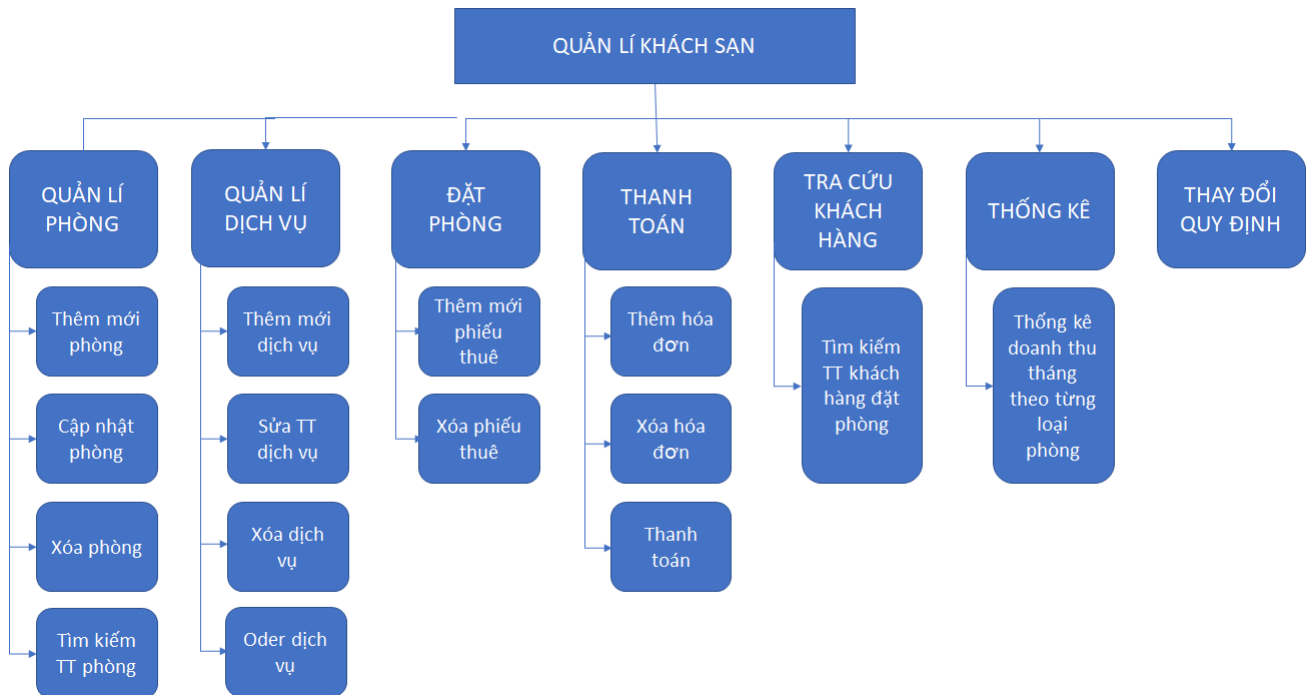 QUẢN LÍ KHÁCH SẠN
QUẢN LÍ
PHÒNG
QUẢN LÍ
DỊCH VỤ
ĐẶT
PHÒNG
THANH
TOÁN
TRA CỨU
KHÁCH
HÀNG
THỐNG KÊ
THAY ĐỔI
QUY ĐỊNH
Thêm mới
phòng
Cập nhật
phòng
Xóa phòng
Tìm kiếm
TT phòng
Thêm mới
dịch vụ
Sửa TT
dịch vụ
Xóa dịch
vụ
Oder dịch
vụ
Thêm mới
phiếu
thuê
Xóa phiếu
thuê
Thêm hóa
đơn
Xóa hóa
đơn
Thanh
toán
Tìm kiếm
TT khách
hàng đặt
phòng
Thống kê
doanh thu
tháng
theo từng
loại
phòng